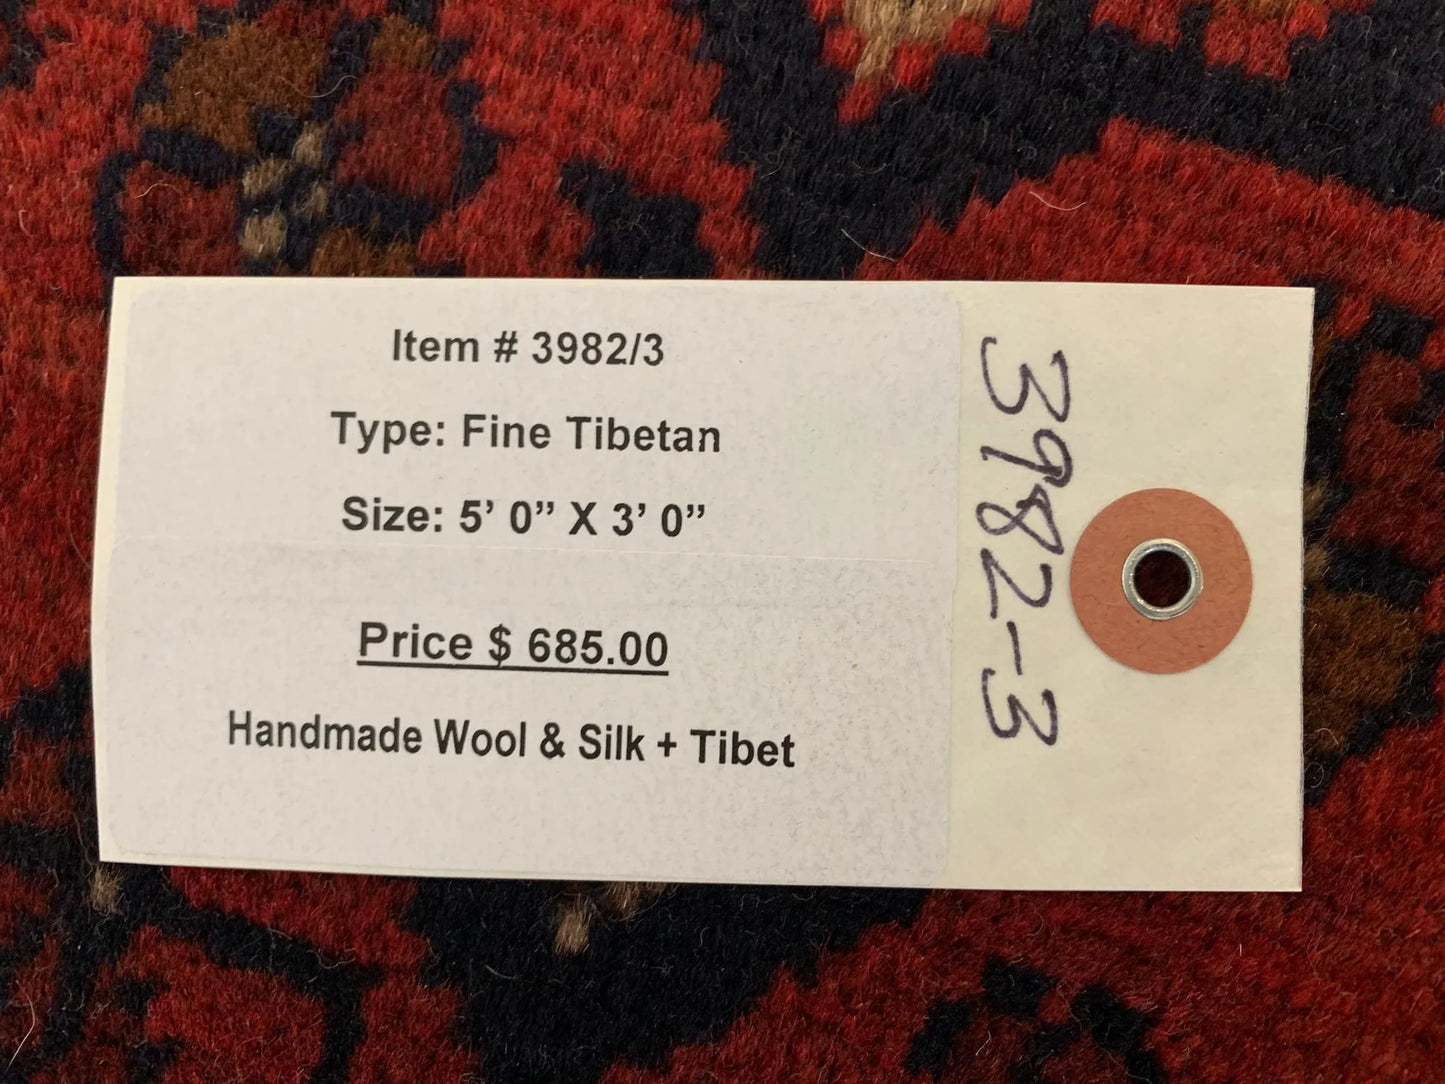 Item # 3982/3
Type: Fine Tibetan
Size: 5’ 0” X 3’ 0”
Price $ 685.00
Handmade Wool & Silk + Tibet
3982-3